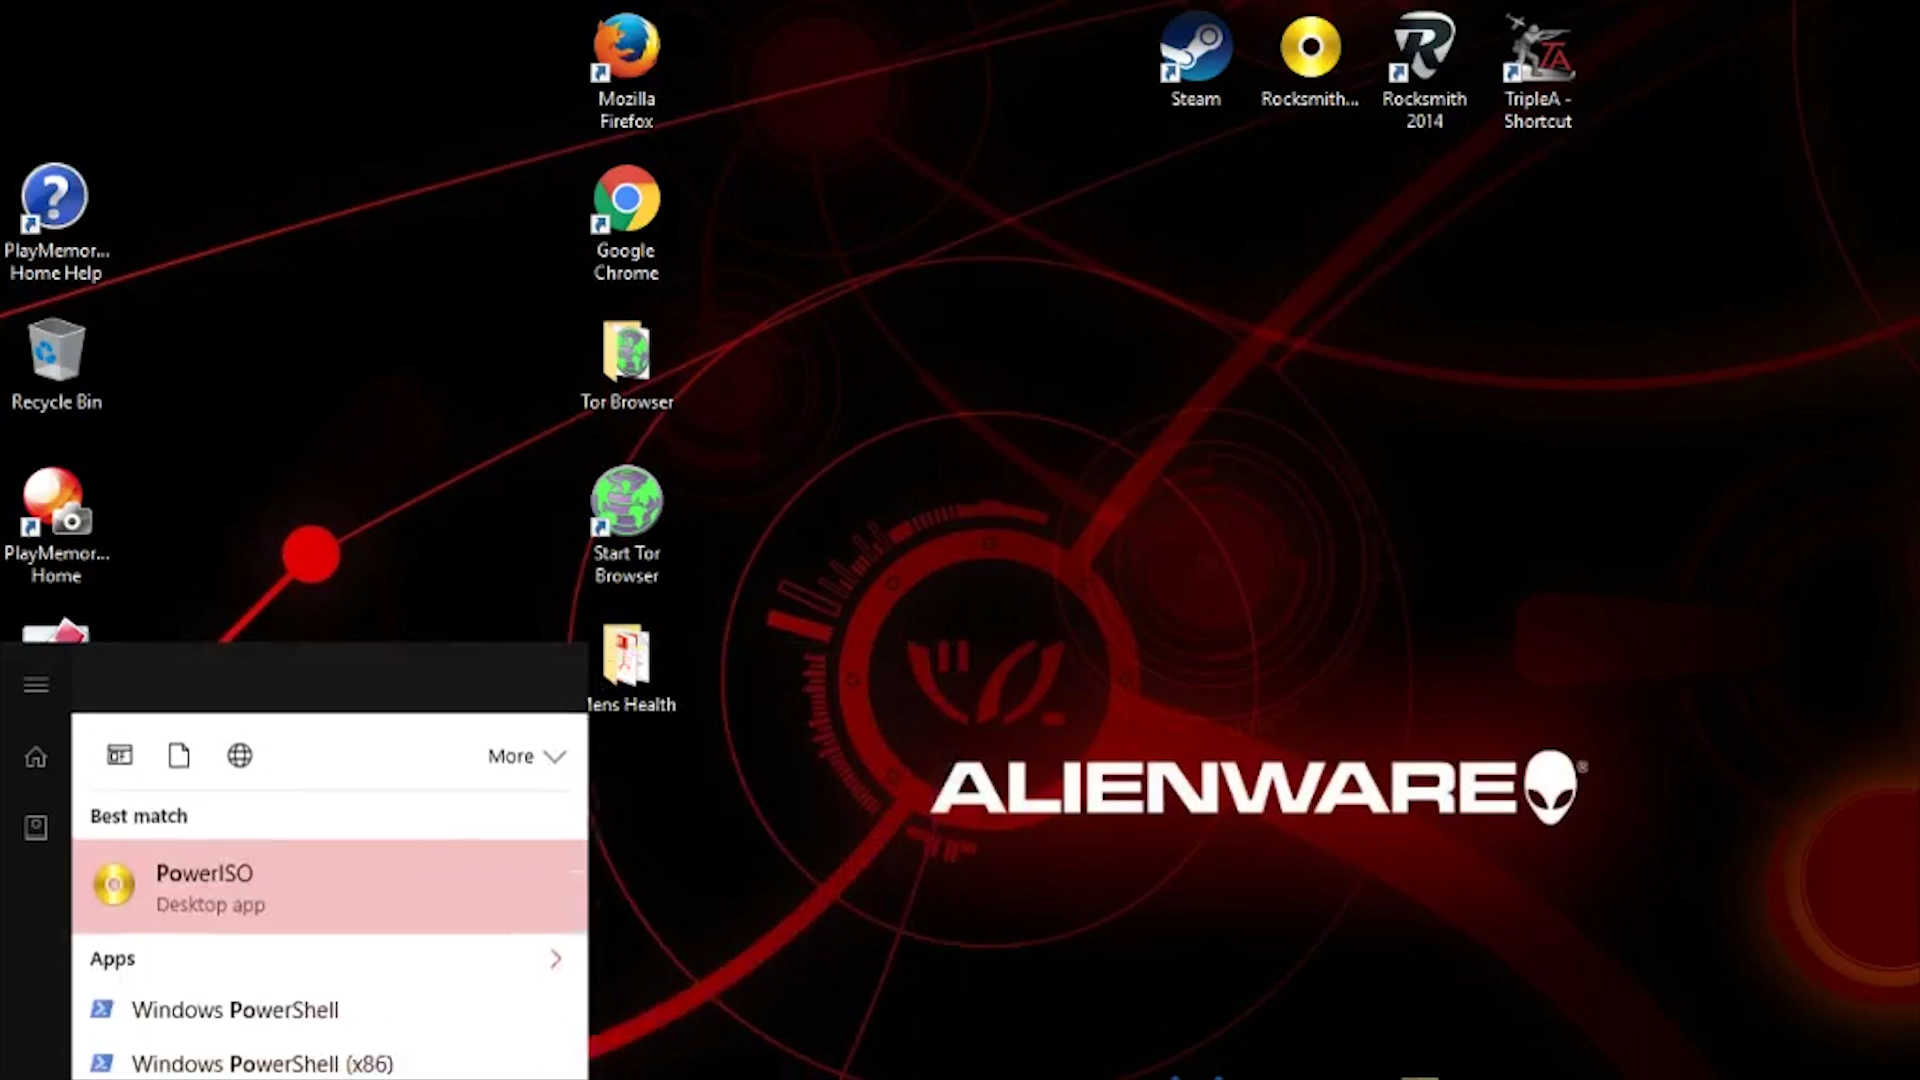 Mozilla
Firefox
Steam
Rocksmith...
Rocksmith
2014
TripleA -
Shortcut
PlayMemor...
Home Help
Google
Chrome
Recycle Bin
Tor Browser
PlayMemor...
Home
Start Tor
Browser
Mens Health
More
Best match
PowerISO
Desktop app
Apps
Windows PowerShell
Windows PowerShell (x86)
ALIENWARE®